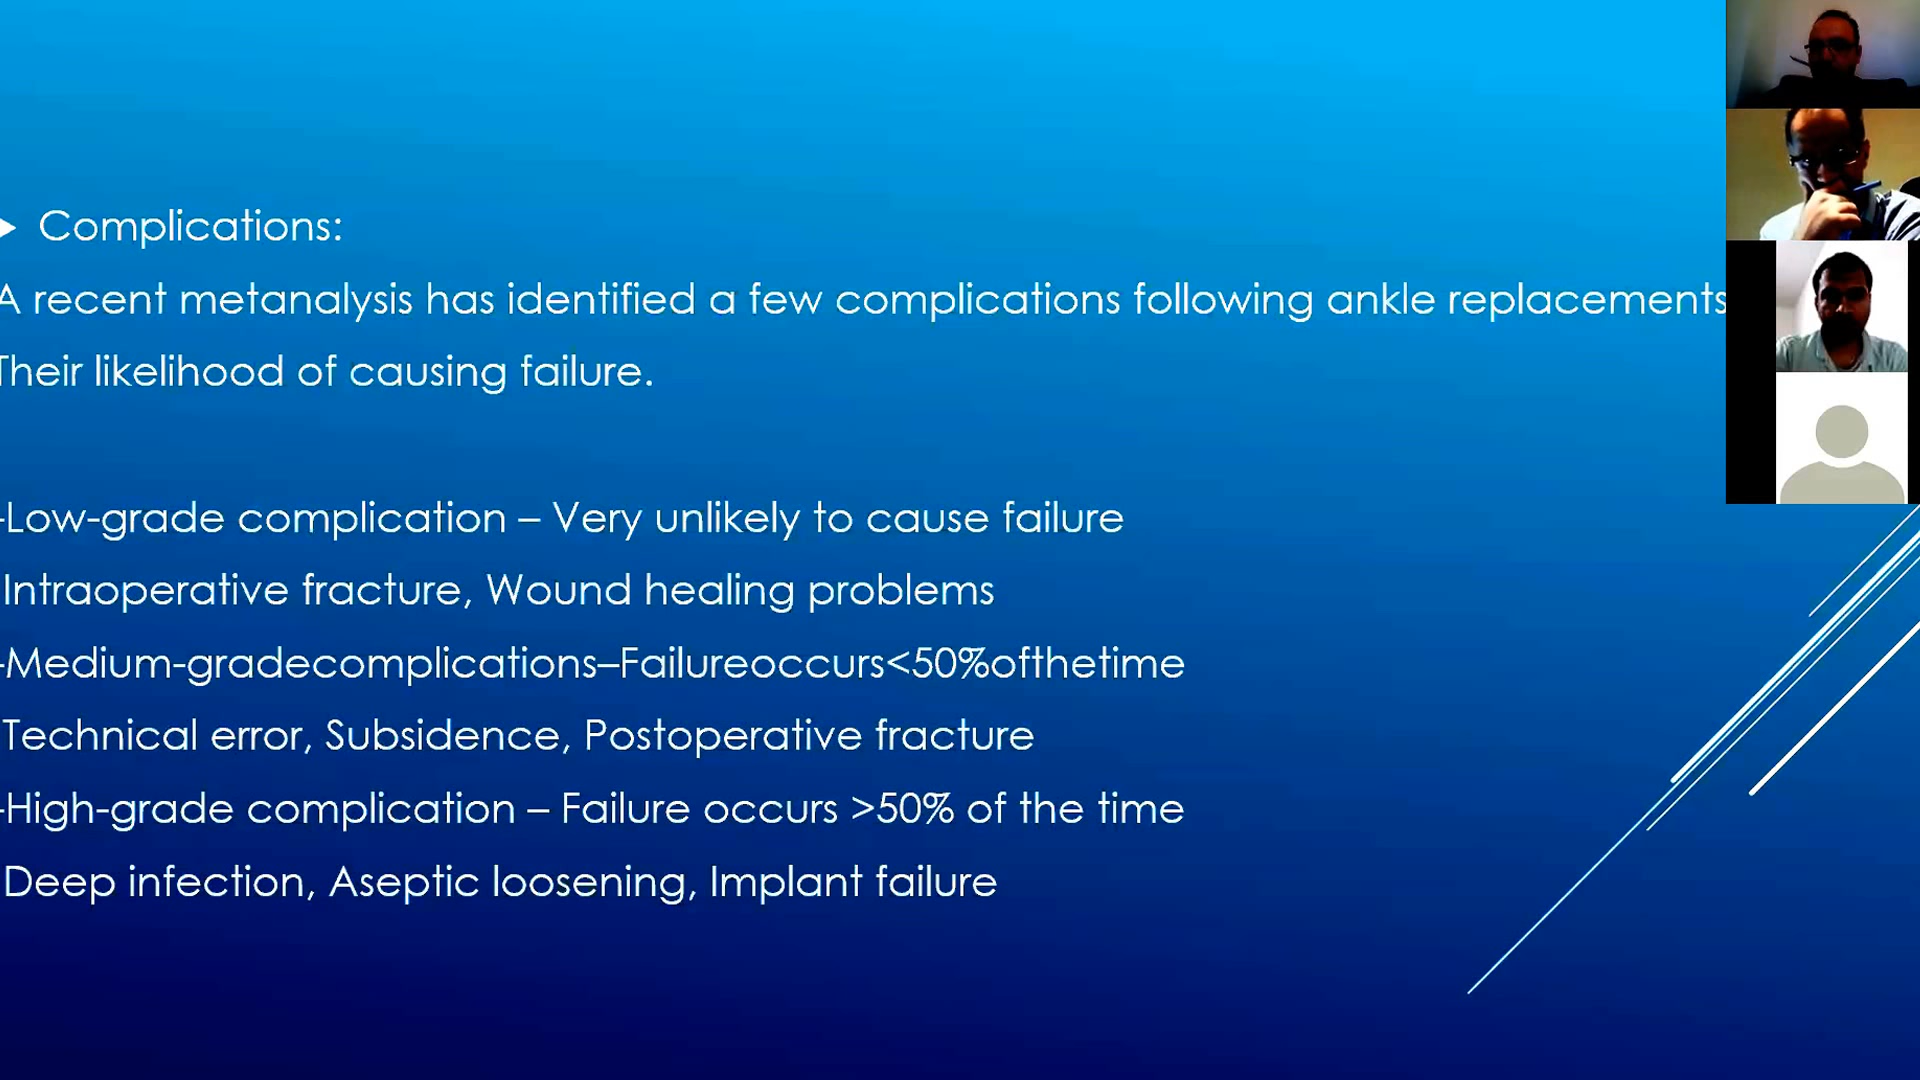 Complications:
A recent metanalysis has identified a few complications following ankle replacements
Their likelihood of causing failure.
-Low-grade complication – Very unlikely to cause failure
Intraoperative fracture, Wound healing problems
-Medium-gradecomplications–Failureoccurs<50%ofthetime
Technical error, Subsidence, Postoperative fracture
-High-grade complication – Failure occurs >50% of the time
Deep infection, Aseptic loosening, Implant failure